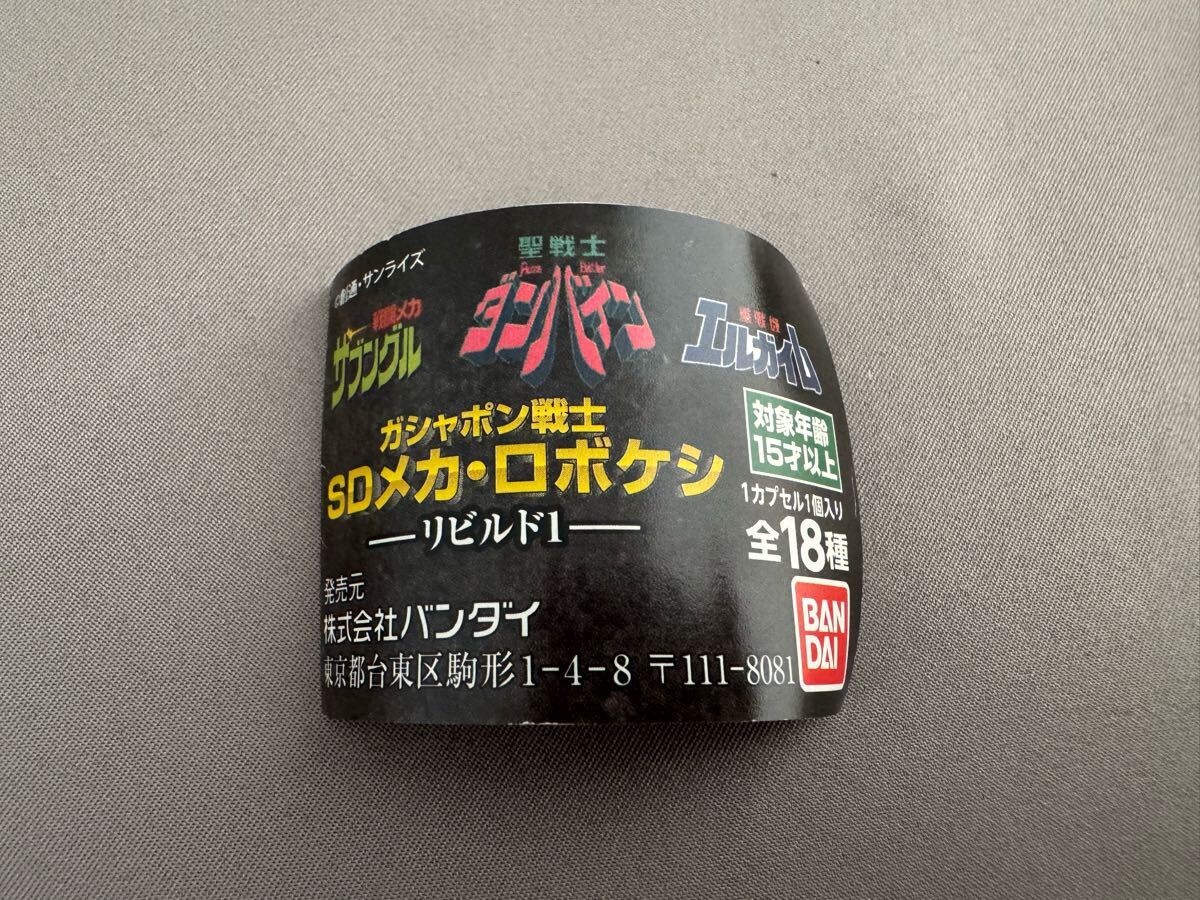 ©創通・サンライズ
戦闘メカ
ザブングル
聖戦士
Aura Battler
ダンバイン
重戦機
エルガイム
ガシャポン戦士
SDメカ・ロボケシ
—リビルド1—
対象年齢
15才以上
1カプセル1個入り
全18種
発売元
株式会社バンダイ
東京都台東区駒形1-4-8 〒111-8081
BAN
DAI